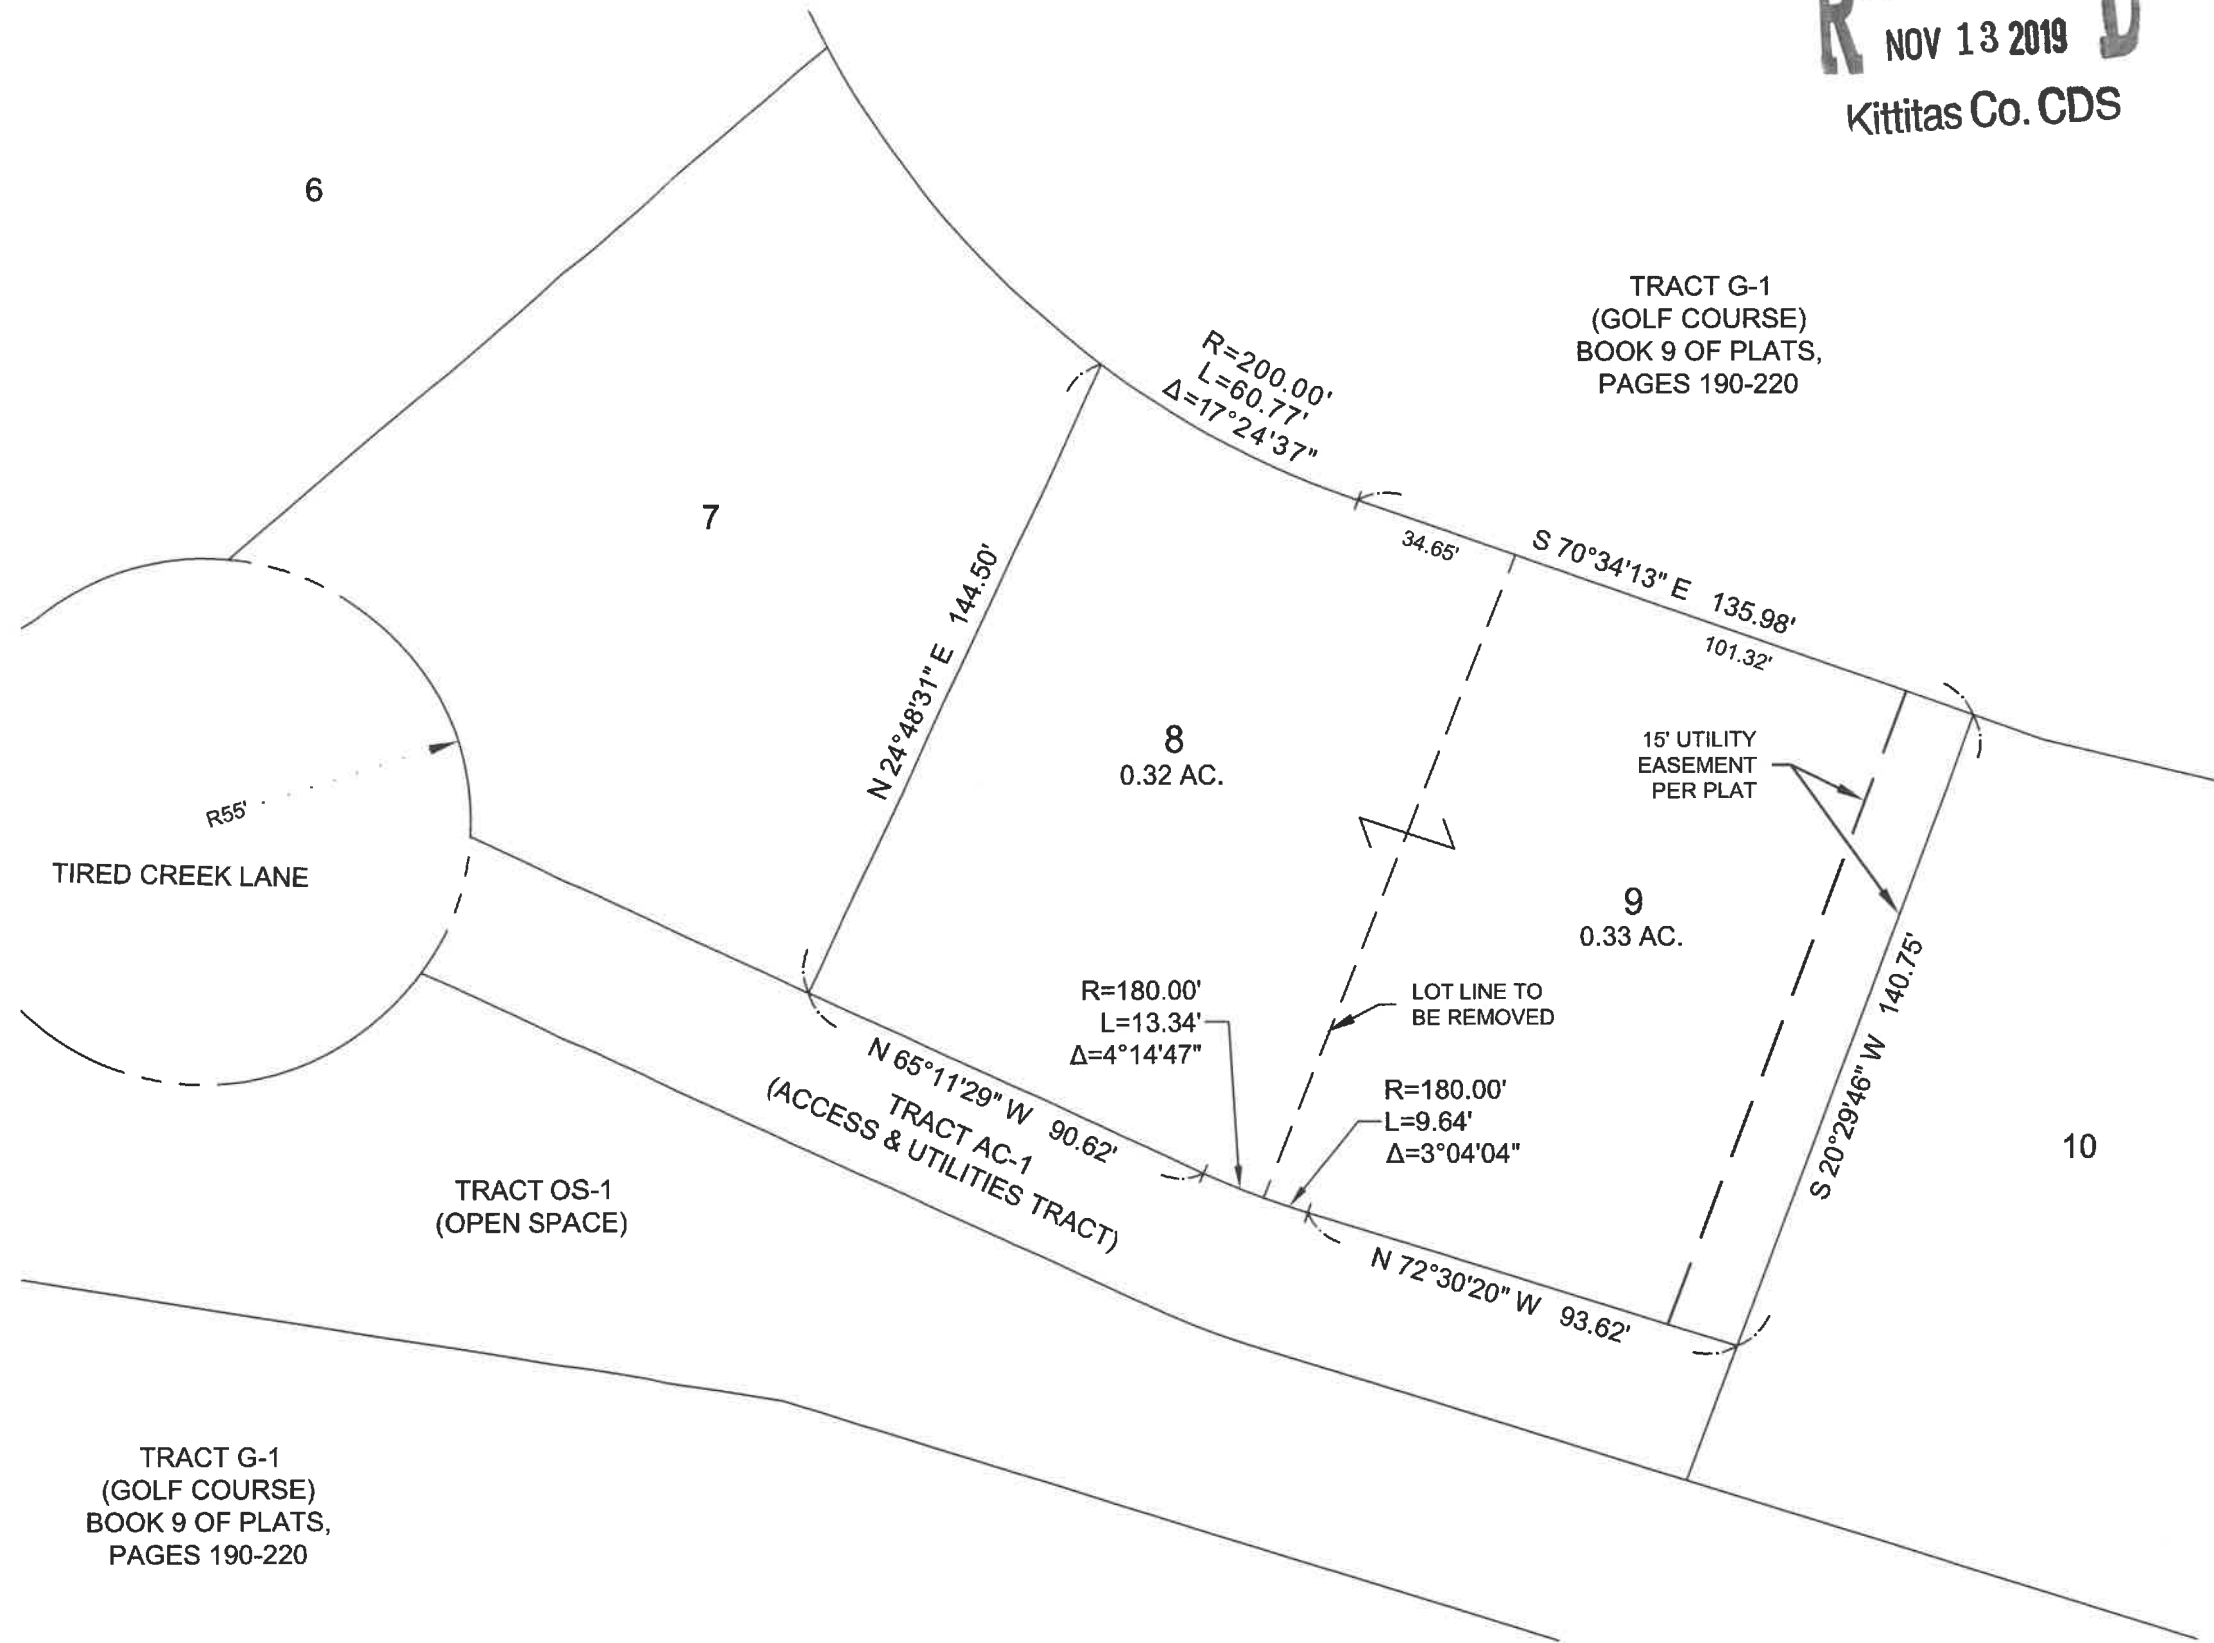 R D
NOV 13 2019
Kittitas Co. CDS
6
TRACT G-1
(GOLF COURSE)
BOOK 9 OF PLATS,
PAGES 190-220
R=200.00'
L=60.77'
Δ=17°24'37"
7
34.65'
S 70°34'13" E 135.98'
101.32'
N 24°48'31" E 144.50'
8
0.32 AC.
15' UTILITY
EASEMENT
PER PLAT
R55'
TIRED CREEK LANE
9
0.33 AC.
R=180.00'
L=13.34'
Δ=4°14'47"
LOT LINE TO
BE REMOVED
S 20°29'46" W 140.75'
R=180.00'
L=9.64'
Δ=3°04'04"
N 65°11'29" W 90.62'
TRACT AC-1
(ACCESS & UTILITIES TRACT)
10
TRACT OS-1
(OPEN SPACE)
N 72°30'20" W 93.62'
TRACT G-1
(GOLF COURSE)
BOOK 9 OF PLATS,
PAGES 190-220